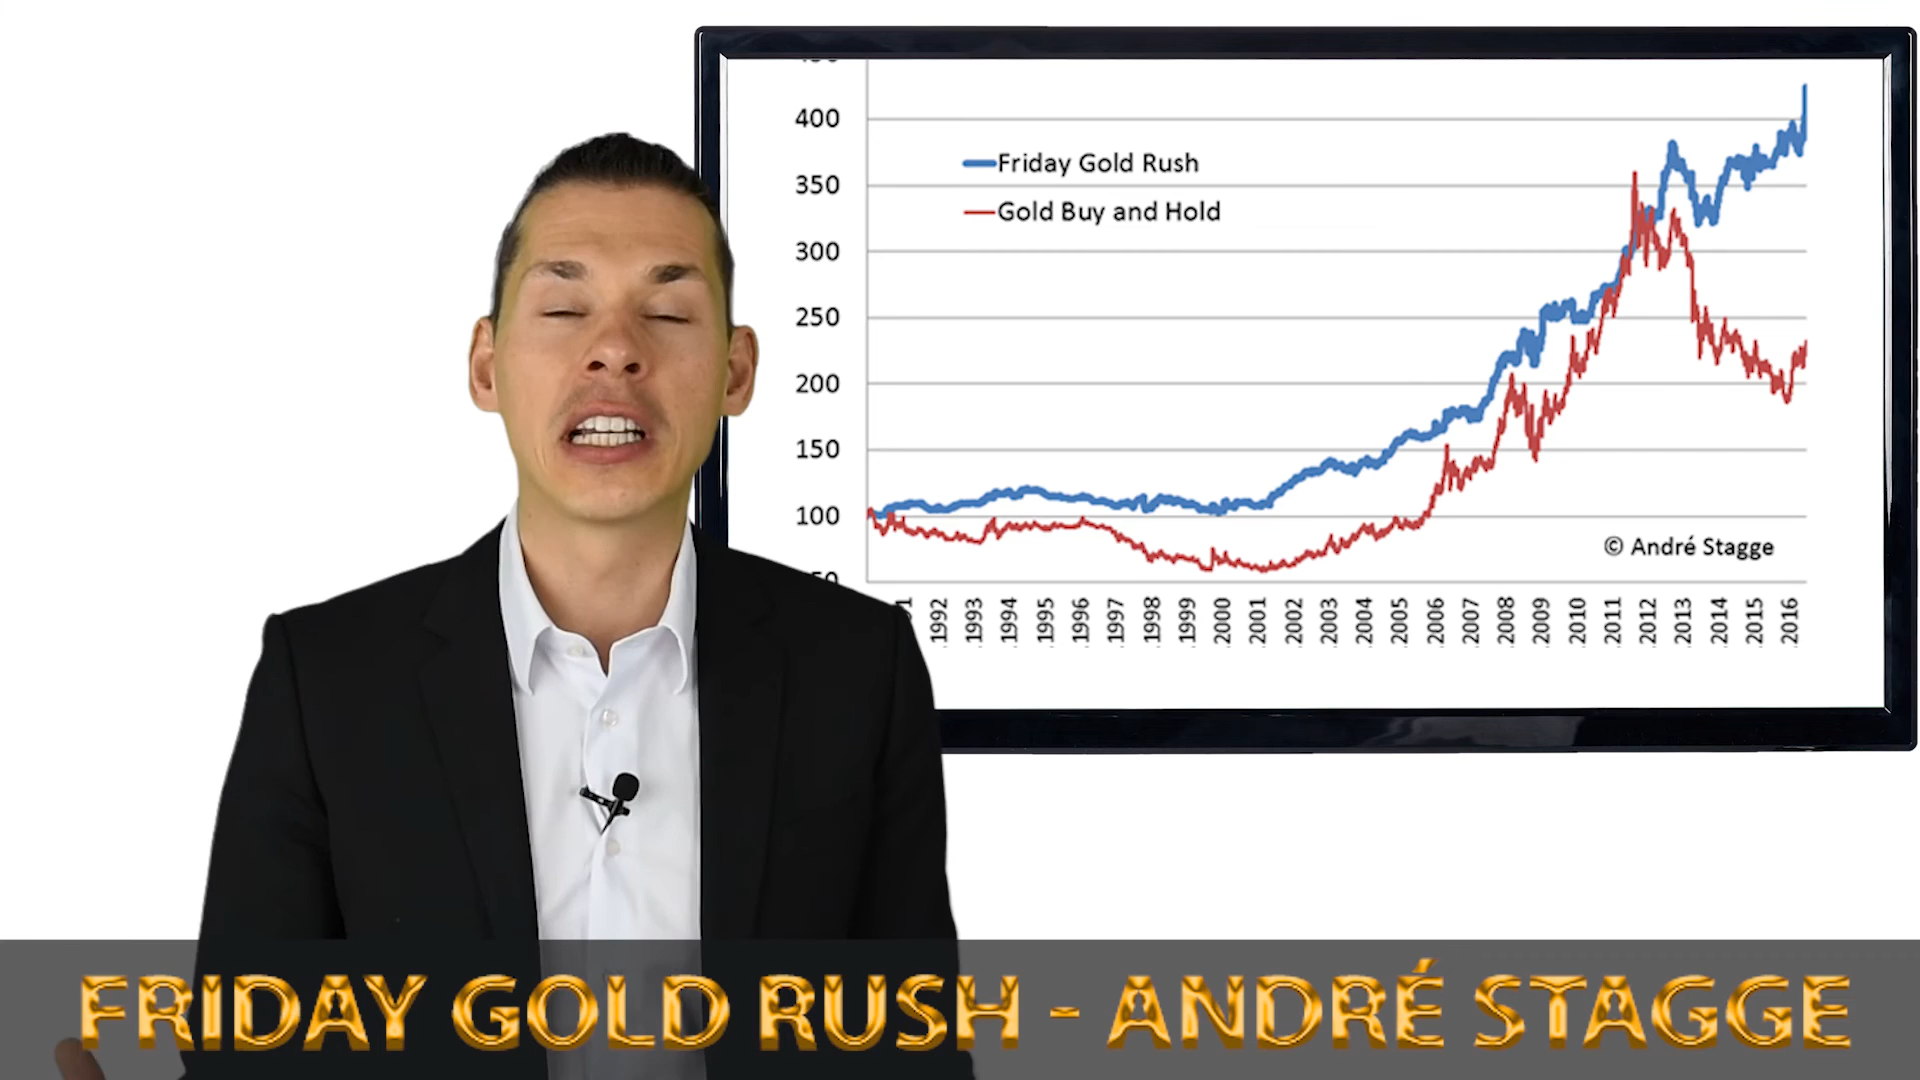 400
Friday Gold Rush
350
Gold Buy and Hold
300
250
200
150
100
© André Stagge
1992 1993 1994 1995 1996 1997 1998 1999 2000 2001 2002 2003 2004 2005 2006 2007 2008 2009 2010 2011 2012 2013 2014 2015 2016
FRIDAY GOLD RUSH - ANDRÉ STAGGE